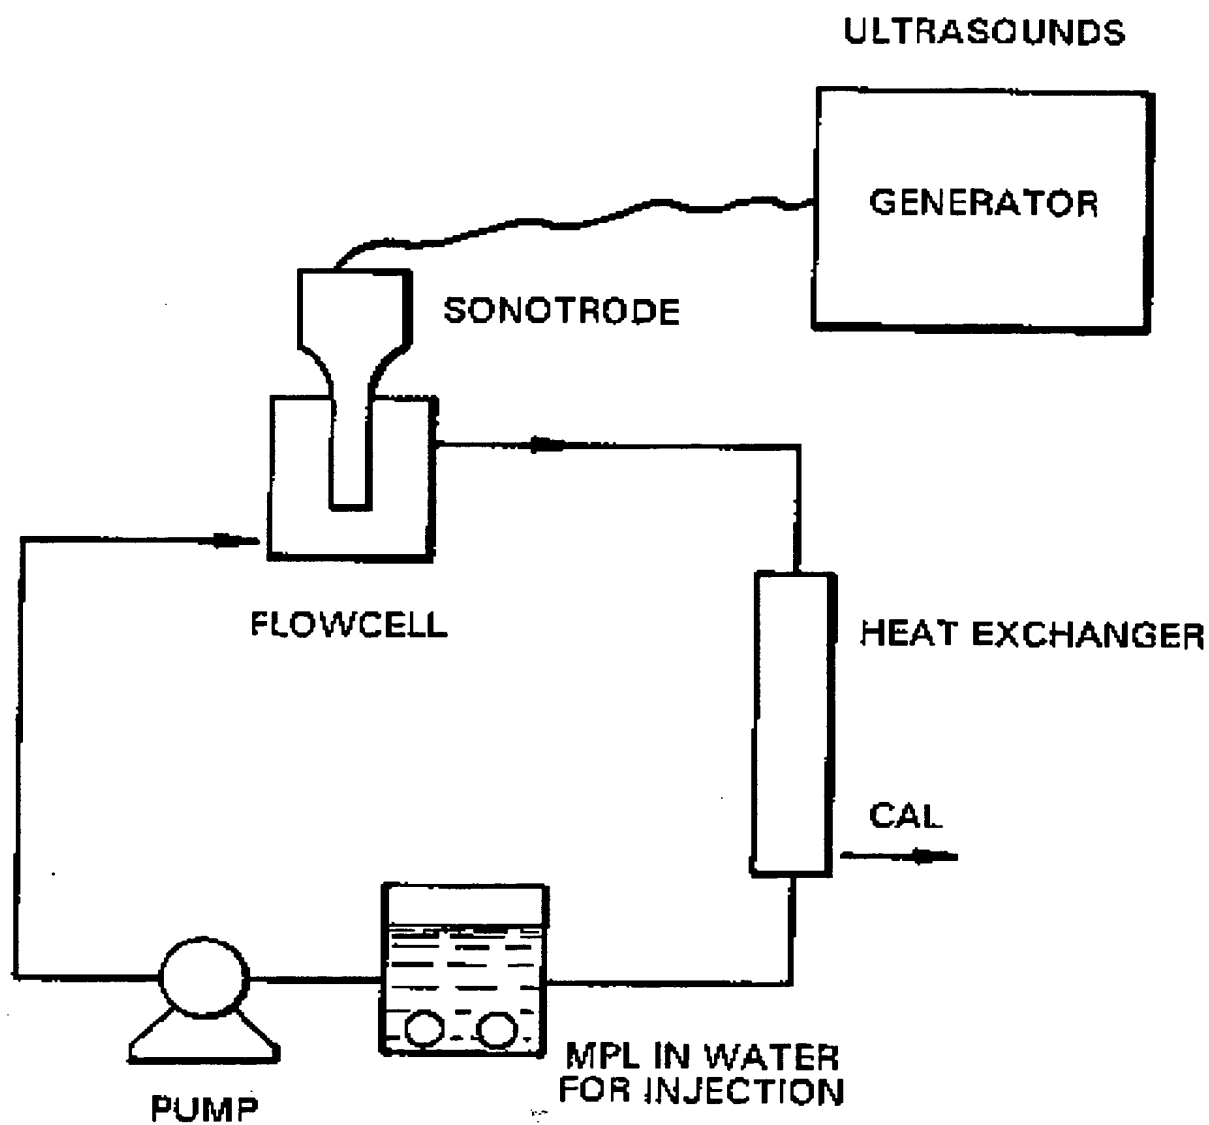 ULTRASOUNDS
GENERATOR
SONOTRODE
FLOWCELL
HEAT EXCHANGER
CAL
MPL IN WATER
FOR INJECTION
PUMP